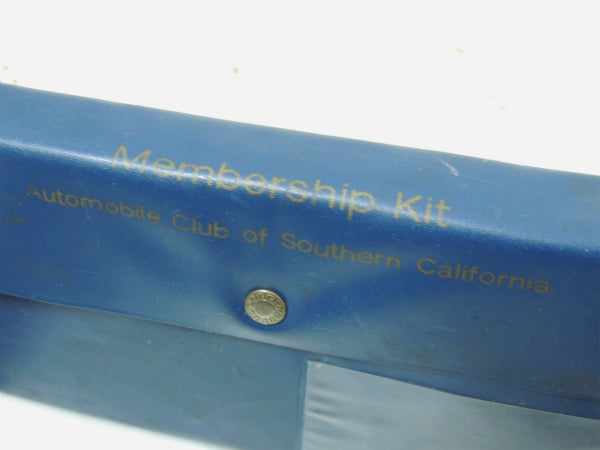 Membership Kit
Automobile Club of Southern California